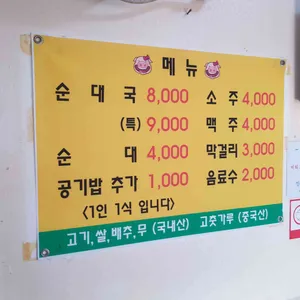 메뉴
순대국 8,000 소주 4,000
(특) 9,000 맥주 4,000
순대 4,000 막걸리 3,000
공기밥 추가 1,000 음료수 2,000
<1인 1식 입니다>
고기,쌀,배추,무 (국내산) 고춧가루 (중국산)